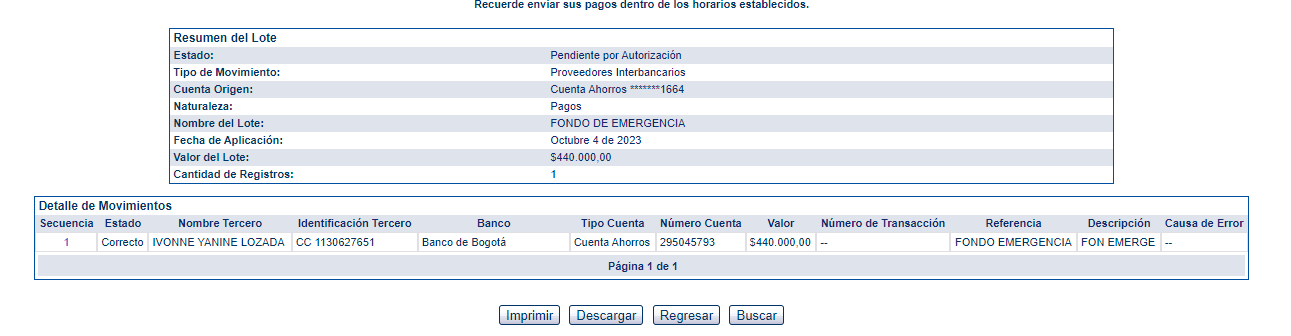 Recuerde enviar sus pagos dentro de los horarios establecidos.
Resumen del Lote
Estado: Pendiente por Autorización
Tipo de Movimiento: Proveedores Interbancarios
Cuenta Origen: Cuenta Ahorros *******1664
Naturaleza: Pagos
Nombre del Lote: FONDO DE EMERGENCIA
Fecha de Aplicación: Octubre 4 de 2023
Valor del Lote: $440.000,00
Cantidad de Registros: 1
Detalle de Movimientos
Secuencia Estado Nombre Tercero Identificación Tercero Banco Tipo Cuenta Número Cuenta Valor Número de Transacción Referencia Descripción Causa de Error
1 Correcto IVONNE YANINE LOZADA CC 1130627651 Banco de Bogotá Cuenta Ahorros 295045793 $440.000,00 -- FONDO EMERGENCIA FON EMERGE --
Página 1 de 1
Imprimir Descargar Regresar Buscar